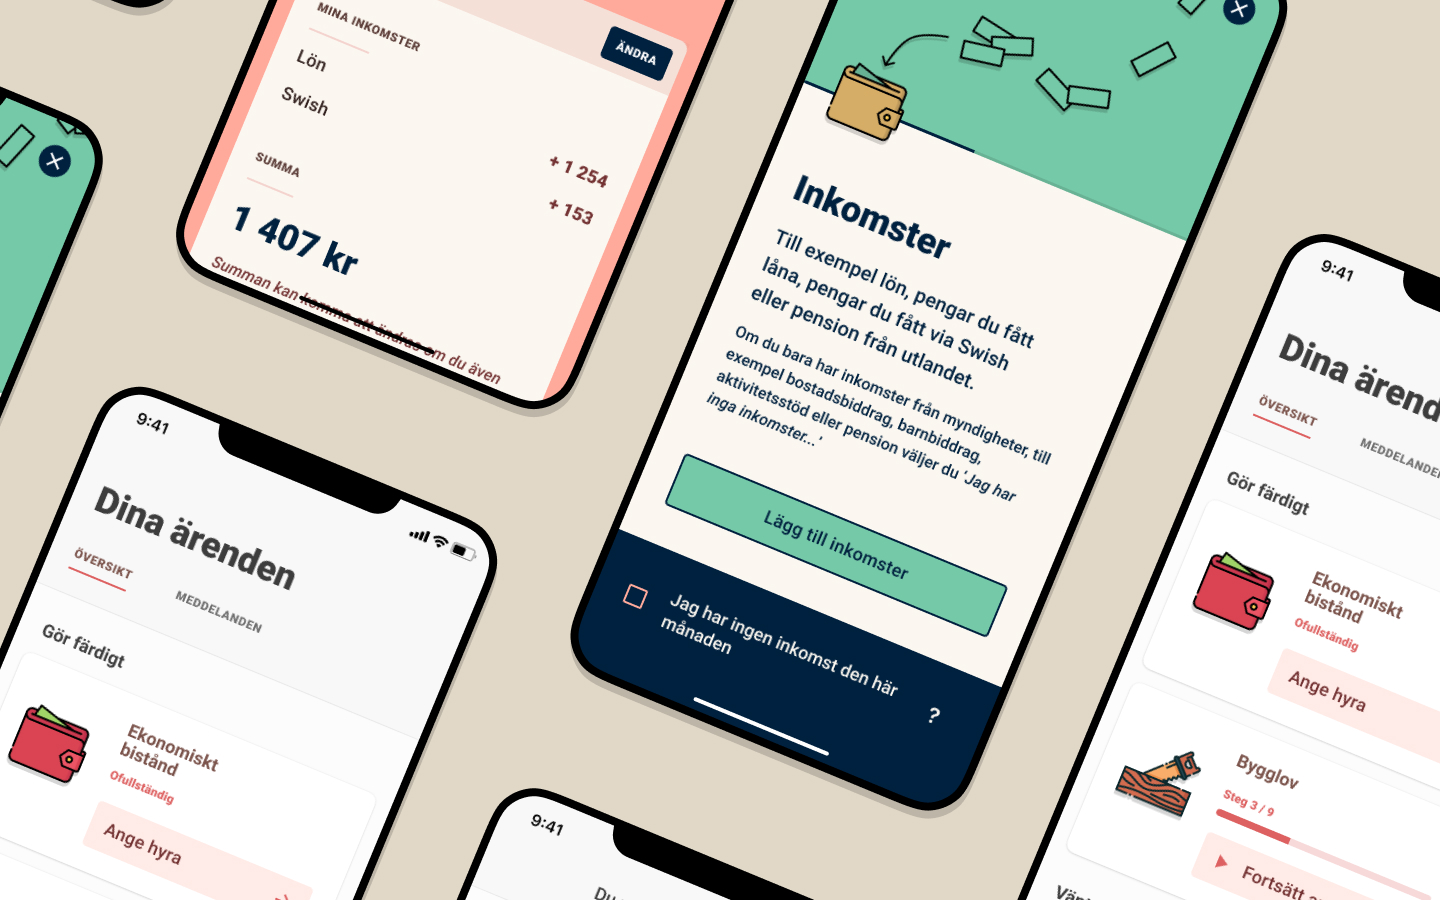 MINA INKOMSTER
ÄNDRA
Lön
Swish
+ 1 254
+ 153
SUMMA
1 407 kr
Summan kan komma att ändras om du även
Inkomster
Till exempel lön, pengar du fått
låna, pengar du fått via Swish
eller pension från utlandet.
Om du bara har inkomster från myndigheter, till
exempel bostadsbiddrag, barnbiddrag,
aktivitetsstöd eller pension väljer du ‘Jag har
inga inkomster...’
Lägg till inkomster
Jag har ingen inkomst den här
månaden
?
9:41
Dina ärenden
ÖVERSIKT
MEDDELANDEN
Gör färdigt
Ekonomiskt
bistånd
Ofullständig
Ange hyra
9:41
Du
9:41
Dina
ÖVERSIKT
Gör färdigt
Ekonomiskt
bistånd
Ofullständig
Ange hyra
Bygglov
Steg 3 / 9
Fortsätt